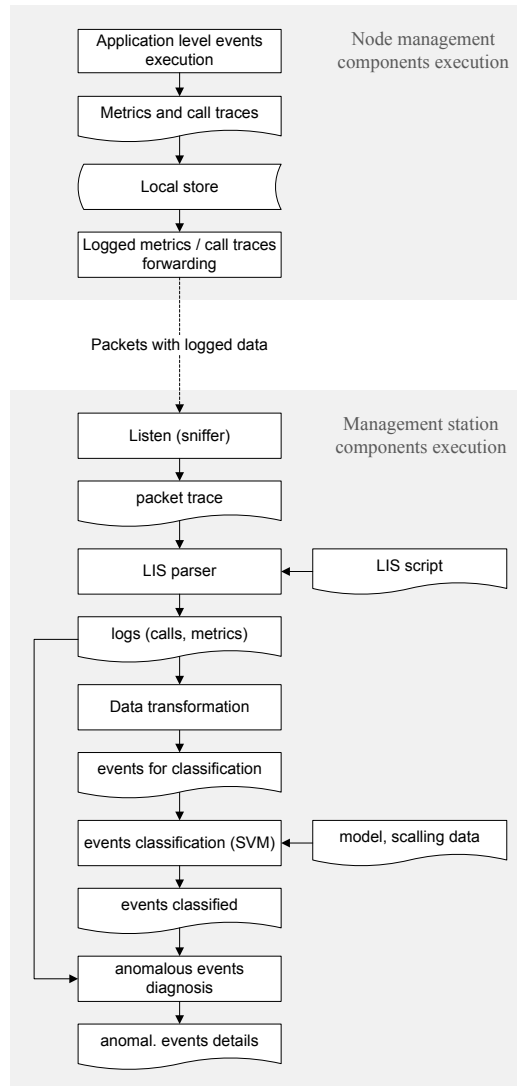 Node management
components execution
Application level events
execution
Metrics and call traces
Local store
Logged metrics / call traces
forwarding
Packets with logged data
Management station
components execution
Listen (sniffer)
packet trace
LIS parser
LIS script
logs (calls, metrics)
Data transformation
events for classification
events classification (SVM)
model, scalling data
events classified
anomalous events
diagnosis
anomal. events details